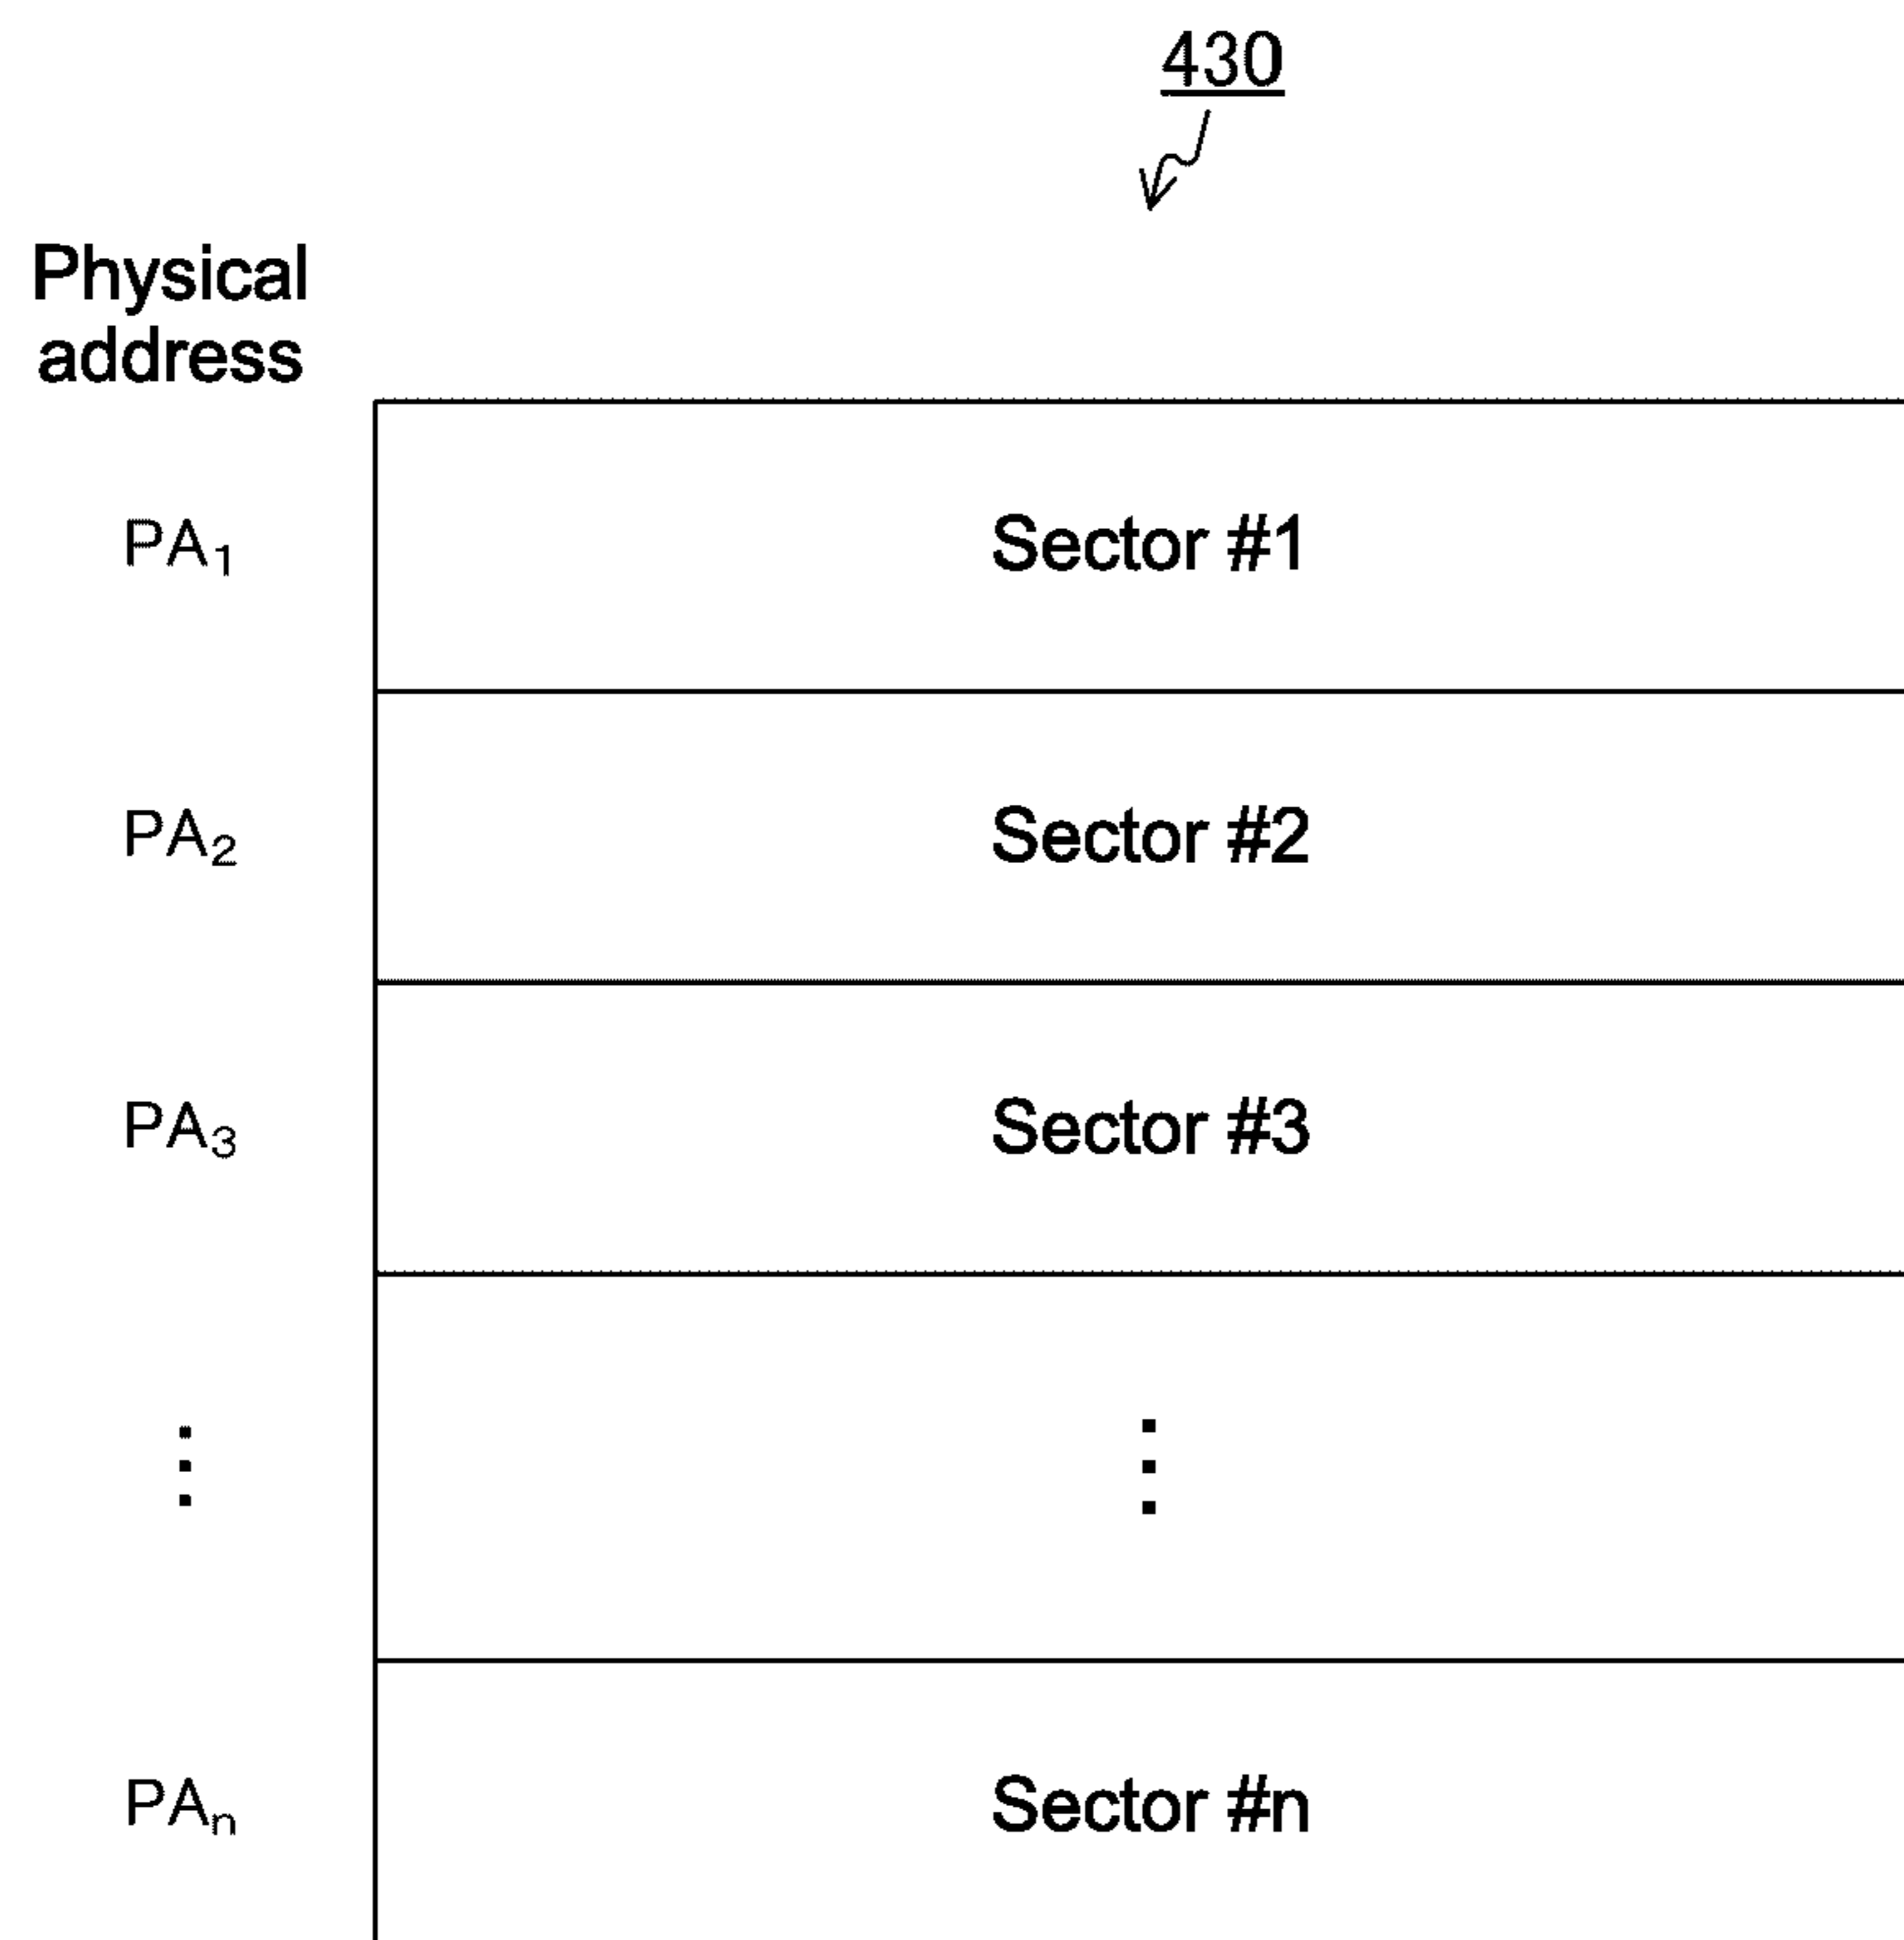 430
Physical
address
PA₁ Sector #1
PA₂ Sector #2
PA₃ Sector #3
⋮ ⋮
PAₙ Sector #n